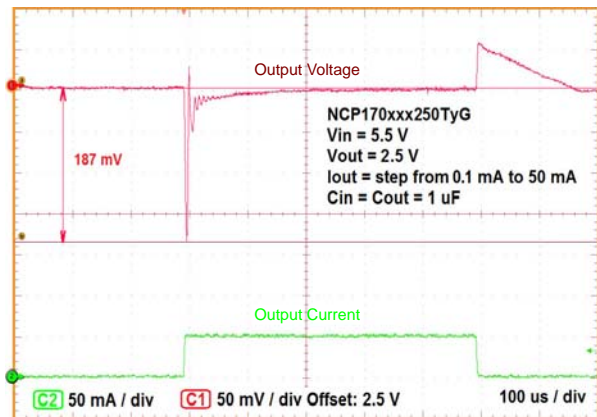 Output Voltage
NCP170xxx250TyG
Vin = 5.5 V
Vout = 2.5 V
Iout = step from 0.1 mA to 50 mA
Cin = Cout = 1 uF
187 mV
Output Current
C2 50 mA / div C1 50 mV / div Offset: 2.5 V 100 us / div